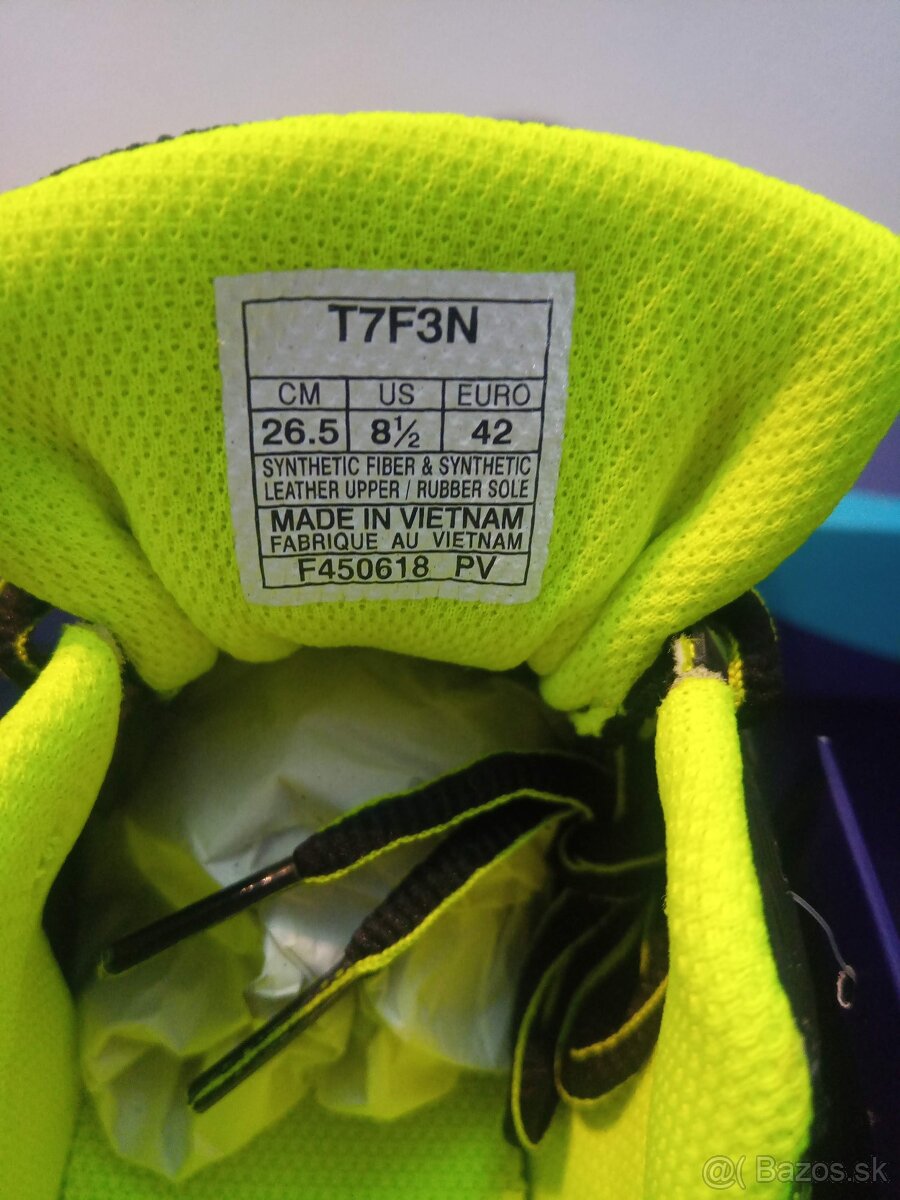 T7F3N
CM US EURO
26.5 8½ 42
SYNTHETIC FIBER & SYNTHETIC
LEATHER UPPER / RUBBER SOLE
MADE IN VIETNAM
FABRIQUE AU VIETNAM
F450618 PV
@( Bazos.sk